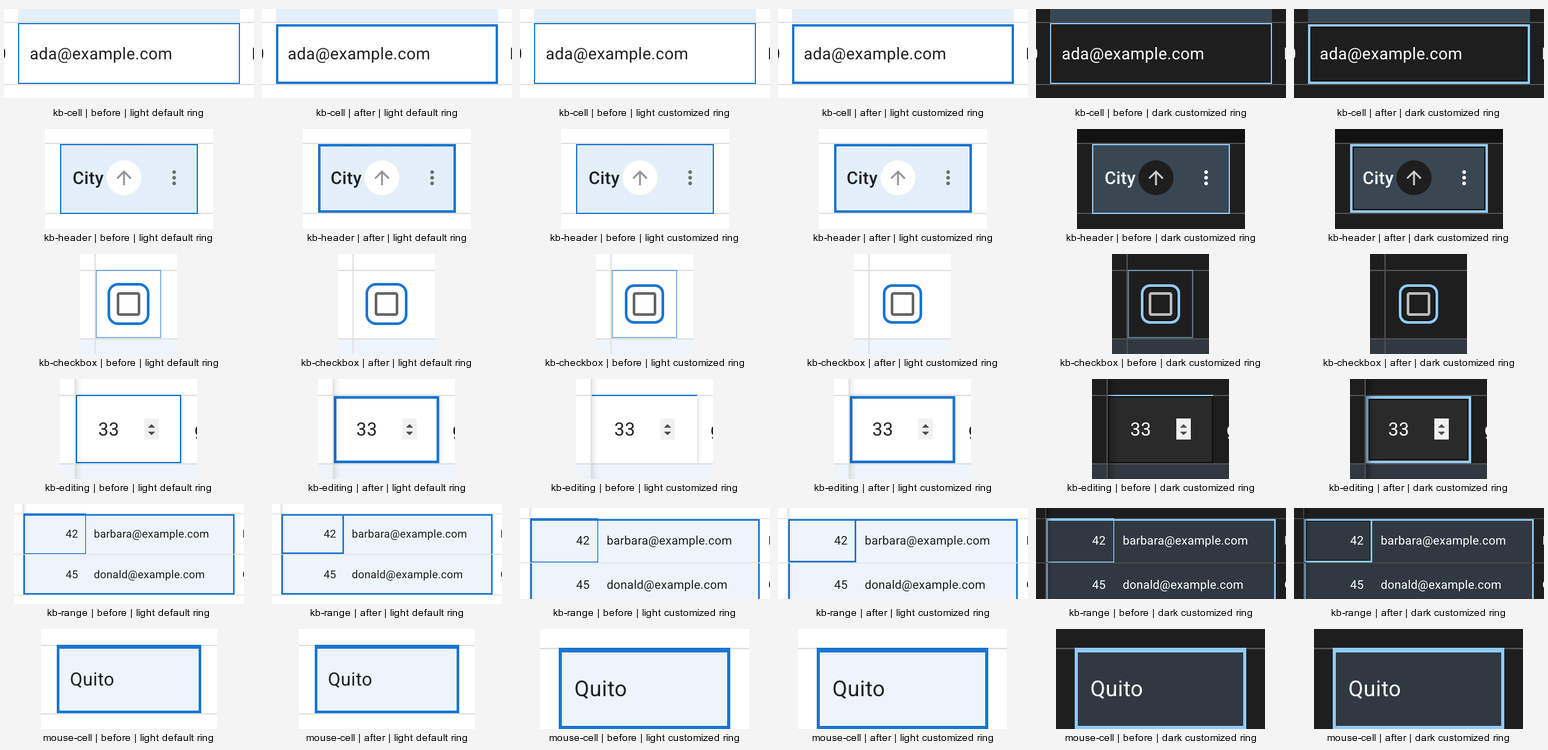 ada@example.com ada@example.com ada@example.com ada@example.com ada@example.com ada@example.com
kb-cell | before | light default ring kb-cell | after | light default ring kb-cell | before | light customized ring kb-cell | after | light customized ring kb-cell | before | dark customized ring kb-cell | after | dark customized ring
City City City City City City
kb-header | before | light default ring kb-header | after | light default ring kb-header | before | light customized ring kb-header | after | light customized ring kb-header | before | dark customized ring kb-header | after | dark customized ring
kb-checkbox | before | light default ring kb-checkbox | after | light default ring kb-checkbox | before | light customized ring kb-checkbox | after | light customized ring kb-checkbox | before | dark customized ring kb-checkbox | after | dark customized ring
33 33 33 33 33 33
kb-editing | before | light default ring kb-editing | after | light default ring kb-editing | before | light customized ring kb-editing | after | light customized ring kb-editing | before | dark customized ring kb-editing | after | dark customized ring
42 barbara@example.com 42 barbara@example.com 42 barbara@example.com 42 barbara@example.com 42 barbara@example.com 42 barbara@example.com
45 donald@example.com 45 donald@example.com 45 donald@example.com 45 donald@example.com 45 donald@example.com 45 donald@example.com
kb-range | before | light default ring kb-range | after | light default ring kb-range | before | light customized ring kb-range | after | light customized ring kb-range | before | dark customized ring kb-range | after | dark customized ring
Quito Quito Quito Quito Quito Quito
mouse-cell | before | light default ring mouse-cell | after | light default ring mouse-cell | before | light customized ring mouse-cell | after | light customized ring mouse-cell | before | dark customized ring mouse-cell | after | dark customized ring